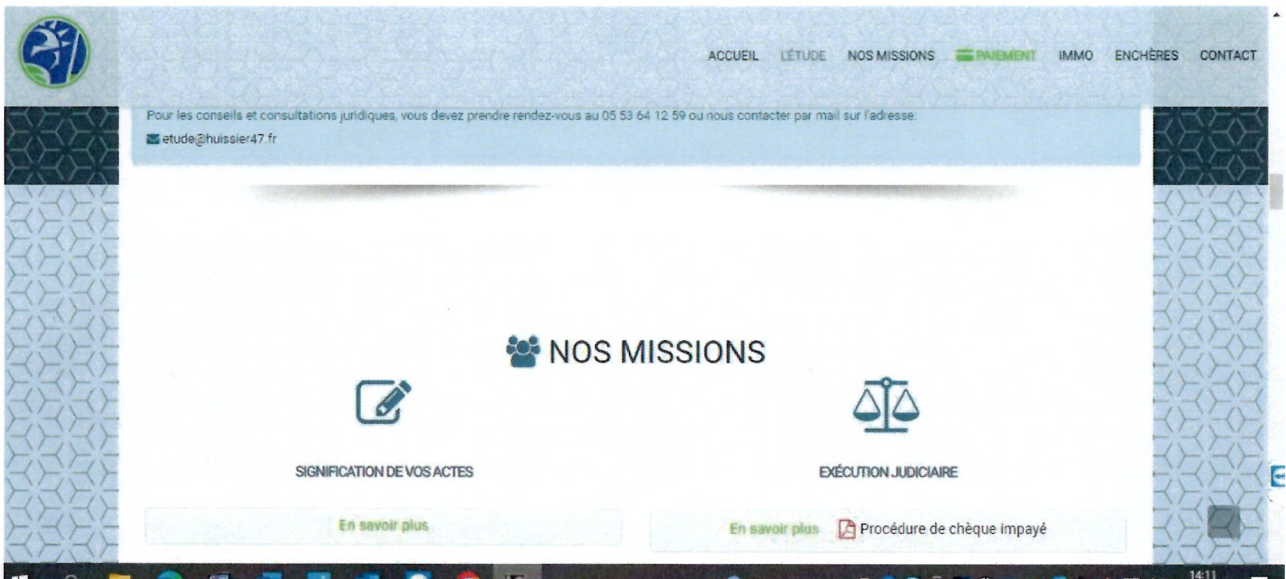 ACCUEIL L'ÉTUDE NOS MISSIONS PAIEMENT IMMO ENCHÈRES CONTACT
Pour les conseils et consultations juridiques, vous devez prendre rendez-vous au 05 53 64 12 59 ou nous contacter par mail sur l'adresse:
etude@huissier47.fr
NOS MISSIONS
SIGNIFICATION DE VOS ACTES
EXÉCUTION JUDICIAIRE
En savoir plus
En savoir plus Procédure de chèque impayé
14:11